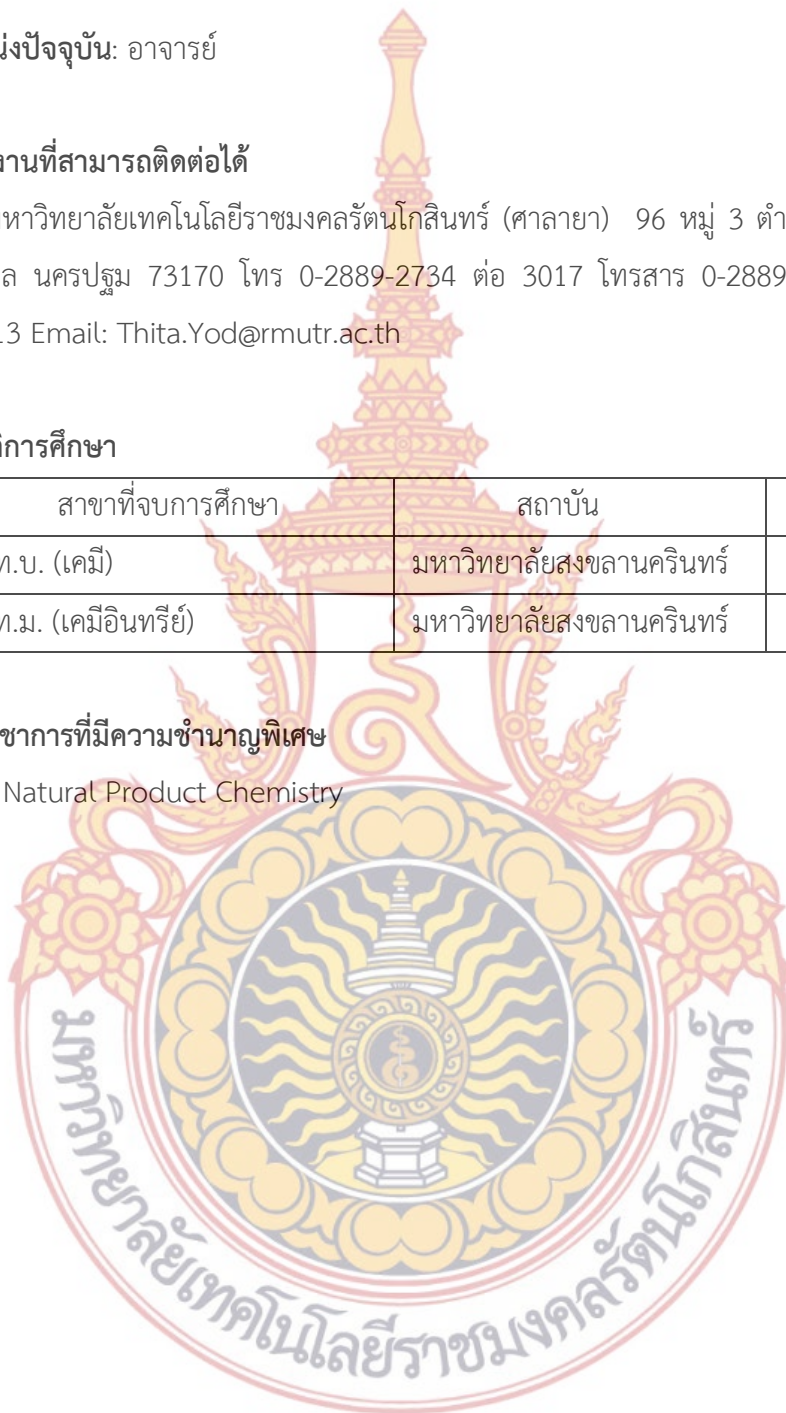 น่งปัจจุบัน: อาจารย์
งานที่สามารถติดต่อได้
มหาวิทยาลัยเทคโนโลยีราชมงคลรัตนโกสินทร์ (ศาลายา) 96 หมู่ 3 ตำ
ล นครปฐม 73170 โทร 0-2889-2734 ต่อ 3017 โทรสาร 0-2889
13 Email: Thita.Yod@rmutr.ac.th
ติการศึกษา
สาขาที่จบการศึกษา สถาบัน
ท.บ. (เคมี) มหาวิทยาลัยสงขลานครินทร์
ท.ม. (เคมีอินทรีย์) มหาวิทยาลัยสงขลานครินทร์
ชาการที่มีความชำนาญพิเศษ
Natural Product Chemistry
มหาวิทยาลัยเทคโนโลยีราชมงคลรัตนโกสินทร์